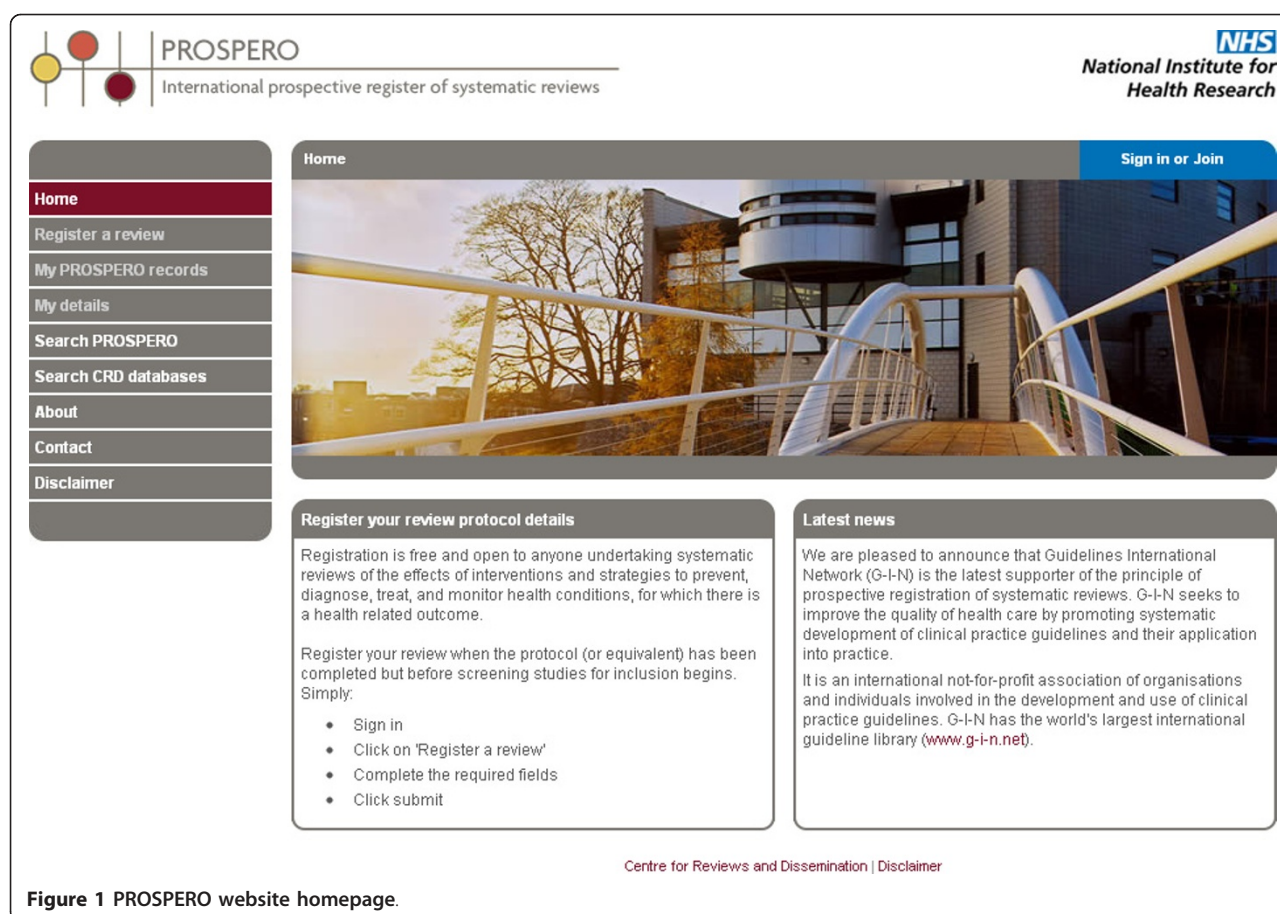 PROSPERO
International prospective register of systematic reviews
NHS
National Institute for
Health Research
Home
Register a review
My PROSPERO records
My details
Search PROSPERO
Search CRD databases
About
Contact
Disclaimer
Home
Sign in or Join
Register your review protocol details
Registration is free and open to anyone undertaking systematic
reviews of the effects of interventions and strategies to prevent,
diagnose, treat, and monitor health conditions, for which there is
a health related outcome.
Register your review when the protocol (or equivalent) has been
completed but before screening studies for inclusion begins.
Simply:
• Sign in
• Click on 'Register a review'
• Complete the required fields
• Click submit
Latest news
We are pleased to announce that Guidelines International
Network (G-I-N) is the latest supporter of the principle of
prospective registration of systematic reviews. G-I-N seeks to
improve the quality of health care by promoting systematic
development of clinical practice guidelines and their application
into practice.
It is an international not-for-profit association of organisations
and individuals involved in the development and use of clinical
practice guidelines. G-I-N has the world's largest international
guideline library (www.g-i-n.net).
Centre for Reviews and Dissemination | Disclaimer
Figure 1 PROSPERO website homepage.